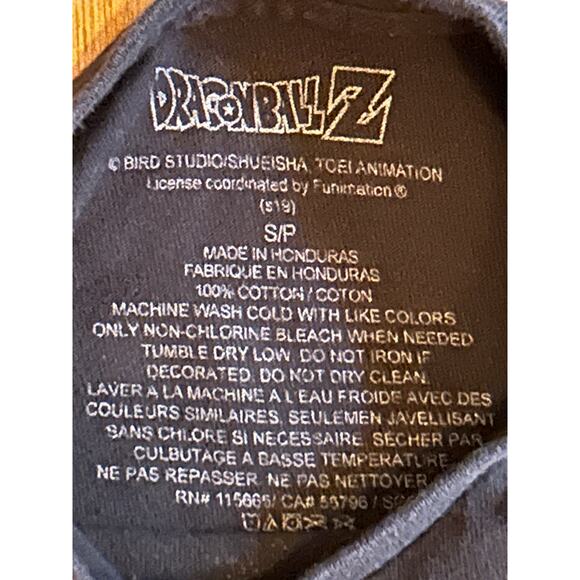 DRAGONBALL Z
© BIRD STUDIO/SHUEISHA, TOEI ANIMATION
License coordinated by Funimation®
(s19)
S/P
MADE IN HONDURAS
FABRIQUE EN HONDURAS
100% COTTON / COTON
MACHINE WASH COLD WITH LIKE COLORS
ONLY NON-CHLORINE BLEACH WHEN NEEDED
TUMBLE DRY LOW. DO NOT IRON IF
DECORATED. DO NOT DRY CLEAN.
LAVER A LA MACHINE A L'EAU FROIDE AVEC DES
COULEURS SIMILAIRES, SEULEMEN JAVELLISANT
SANS CHLORE SI NECESSAIRE. SÉCHER PAR
CULBUTAGE A BASSE TEMPERATURE
NE PAS REPASSER. NE PAS NETTOYER
RN# 115665/ CA# 55796 /